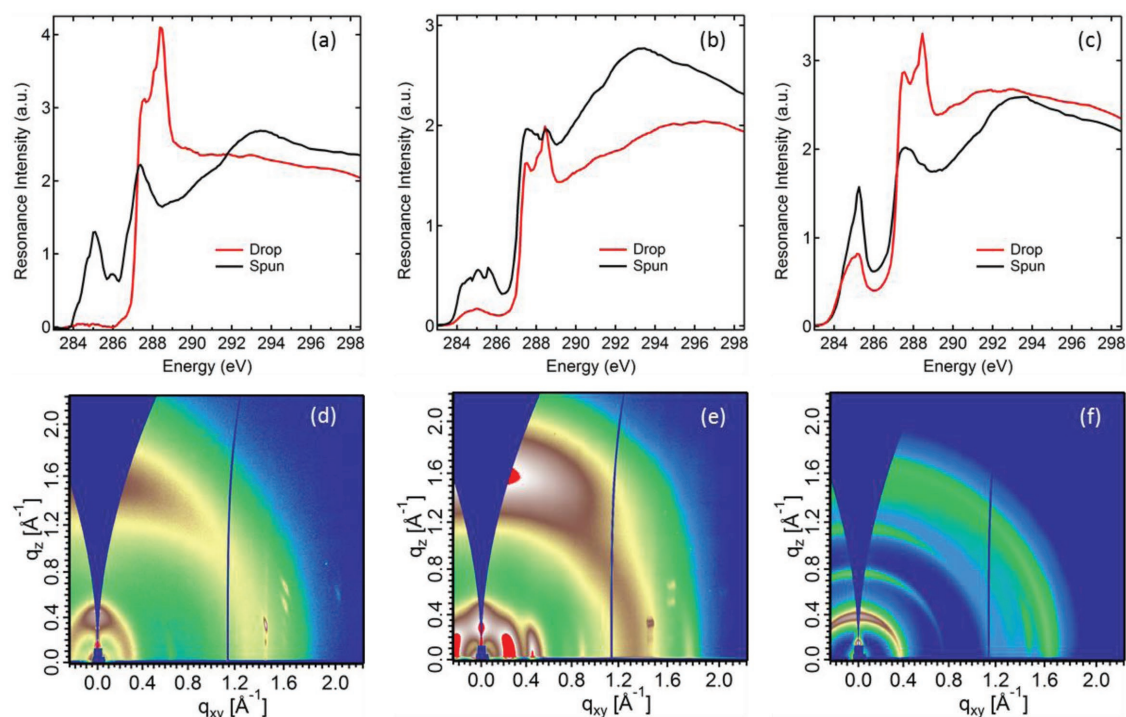 (a)
4
3
2
1
0
Resonance Intensity (a.u.)
Drop
Spun
284 286 288 290 292 294 296 298
Energy (eV)
(b)
3
2
1
0
Resonance Intensity (a.u.)
Drop
Spun
284 286 288 290 292 294 296 298
Energy (eV)
(c)
3
2
1
0
Resonance Intensity (a.u.)
Drop
Spun
284 286 288 290 292 294 296 298
Energy (eV)
(d)
2.0
1.6
1.2
0.8
0.4
0.0
qz [Å-1]
0.0 0.4 0.8 1.2 1.6 2.0
qxy [Å-1]
(e)
2.0
1.6
1.2
0.8
0.4
0.0
qz [Å-1]
0.0 0.4 0.8 1.2 1.6 2.0
qxy [Å-1]
(f)
2.0
1.6
1.2
0.8
0.4
0.0
qz [Å-1]
0.0 0.4 0.8 1.2 1.6 2.0
qxy [Å-1]